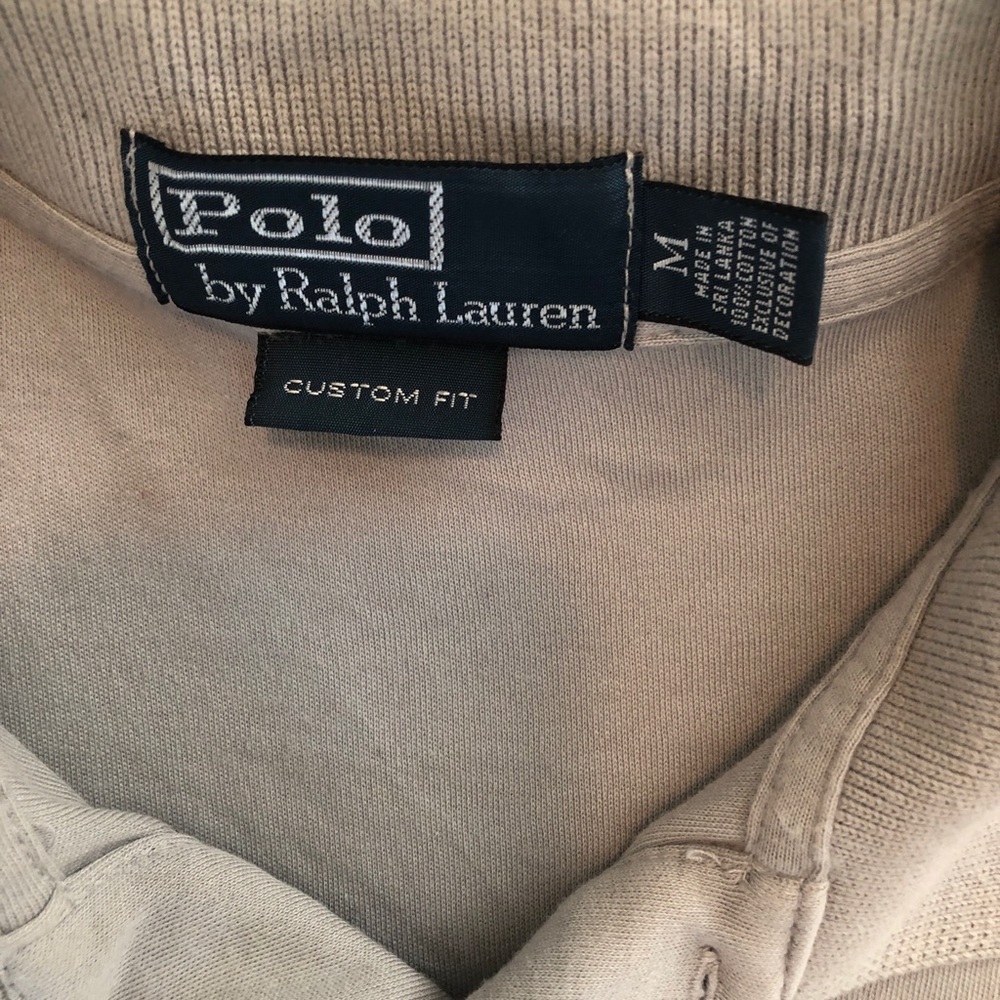 Polo
by Ralph Lauren
CUSTOM FIT
M
MADE IN
SRI LANKA
100% COTTON
EXCLUSIVE OF
DECORATION